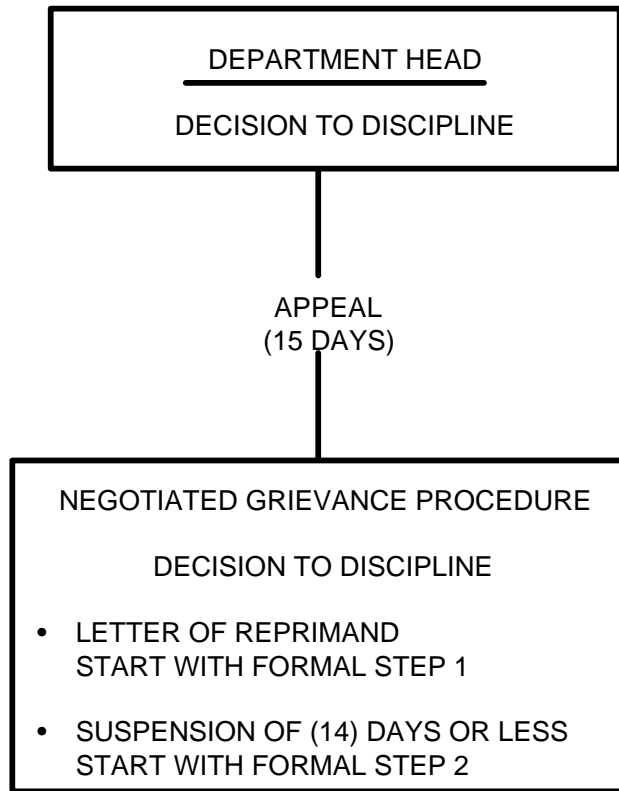 DEPARTMENT HEAD
DECISION TO DISCIPLINE
APPEAL
(15 DAYS)
NEGOTIATED GRIEVANCE PROCEDURE
DECISION TO DISCIPLINE
• LETTER OF REPRIMAND
START WITH FORMAL STEP 1
• SUSPENSION OF (14) DAYS OR LESS
START WITH FORMAL STEP 2